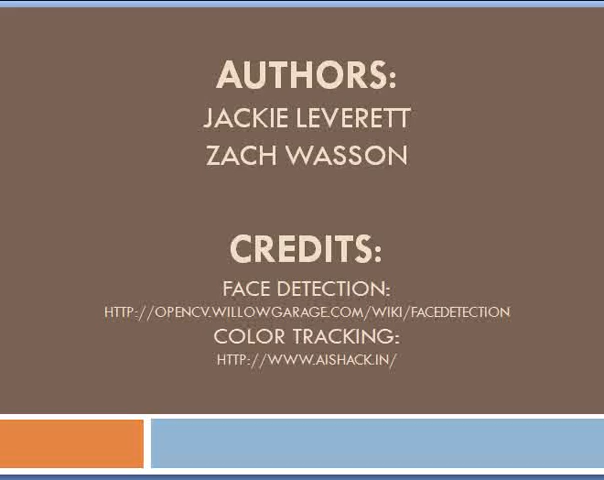 AUTHORS:
JACKIE LEVERETT
ZACH WASSON
CREDITS:
FACE DETECTION:
HTTP://OPENCV.WILLOWGARAGE.COM/WIKI/FACEDETECTION
COLOR TRACKING:
HTTP://WWW.AISHACK.IN/